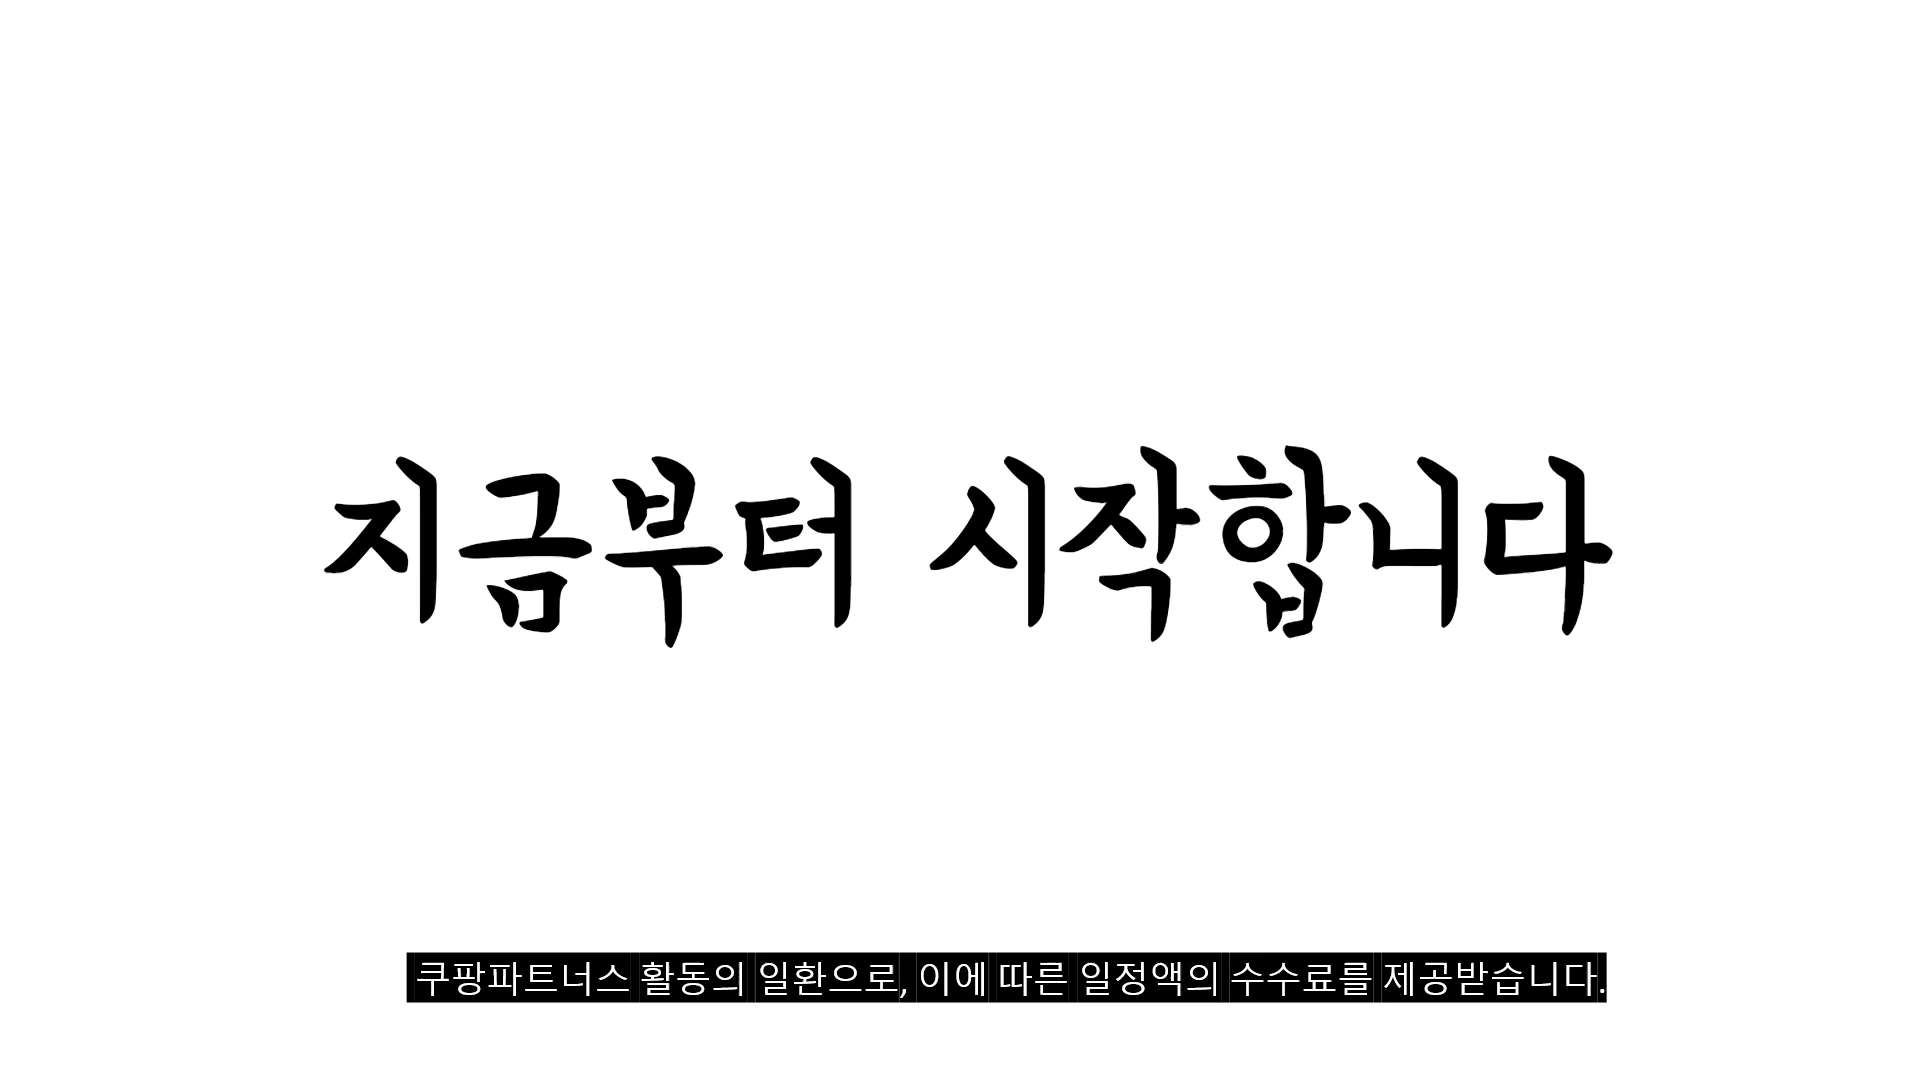 지금부터 시작합니다
쿠팡파트너스 활동의 일환으로, 이에 따른 일정액의 수수료를 제공받습니다.